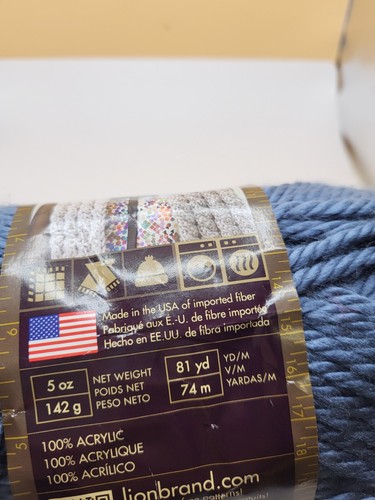 Made in the USA of imported fiber
Fabriqué aux É.-U. de fibre importée
Hecho en EE.UU. de fibra importada
5 oz
142 g
NET WEIGHT
POIDS NET
PESO NETO
81 yd
74 m
YD/M
V/M
YARDAS/M
100% ACRYLIC
100% ACRYLIQUE
100% ACRÍLICO
lionbrand.com